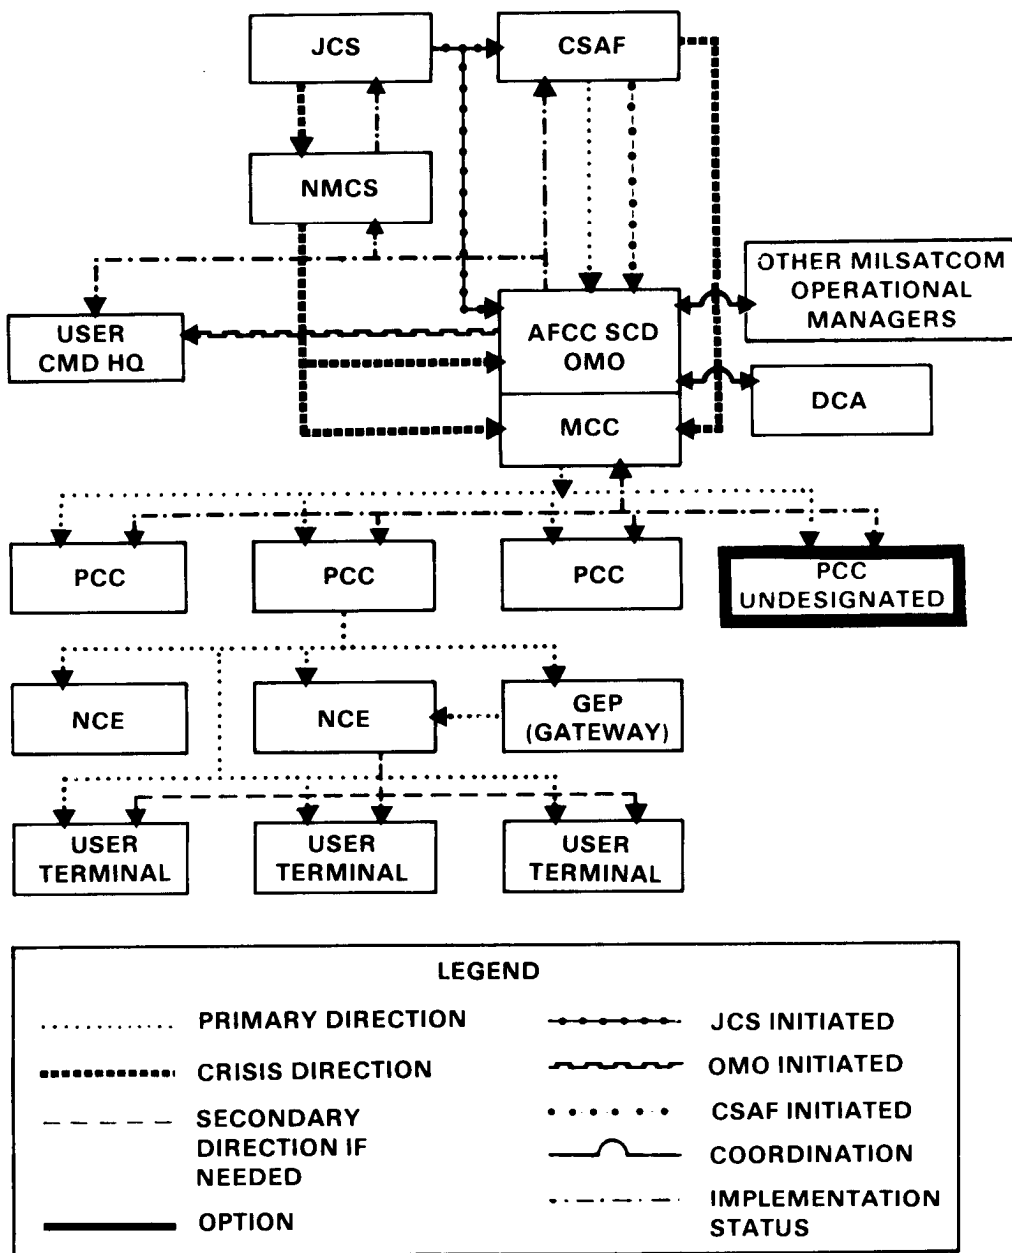 JCS
CSAF
NMCS
OTHER MILSATCOM
OPERATIONAL
MANAGERS
USER
CMD HQ
AFCC SCD
OMO
DCA
MCC
PCC
PCC
PCC
PCC
UNDESIGNATED
NCE
NCE
GEP
(GATEWAY)
USER
TERMINAL
USER
TERMINAL
USER
TERMINAL
LEGEND
PRIMARY DIRECTION
CRISIS DIRECTION
SECONDARY
DIRECTION IF
NEEDED
OPTION
JCS INITIATED
OMO INITIATED
CSAF INITIATED
COORDINATION
IMPLEMENTATION
STATUS